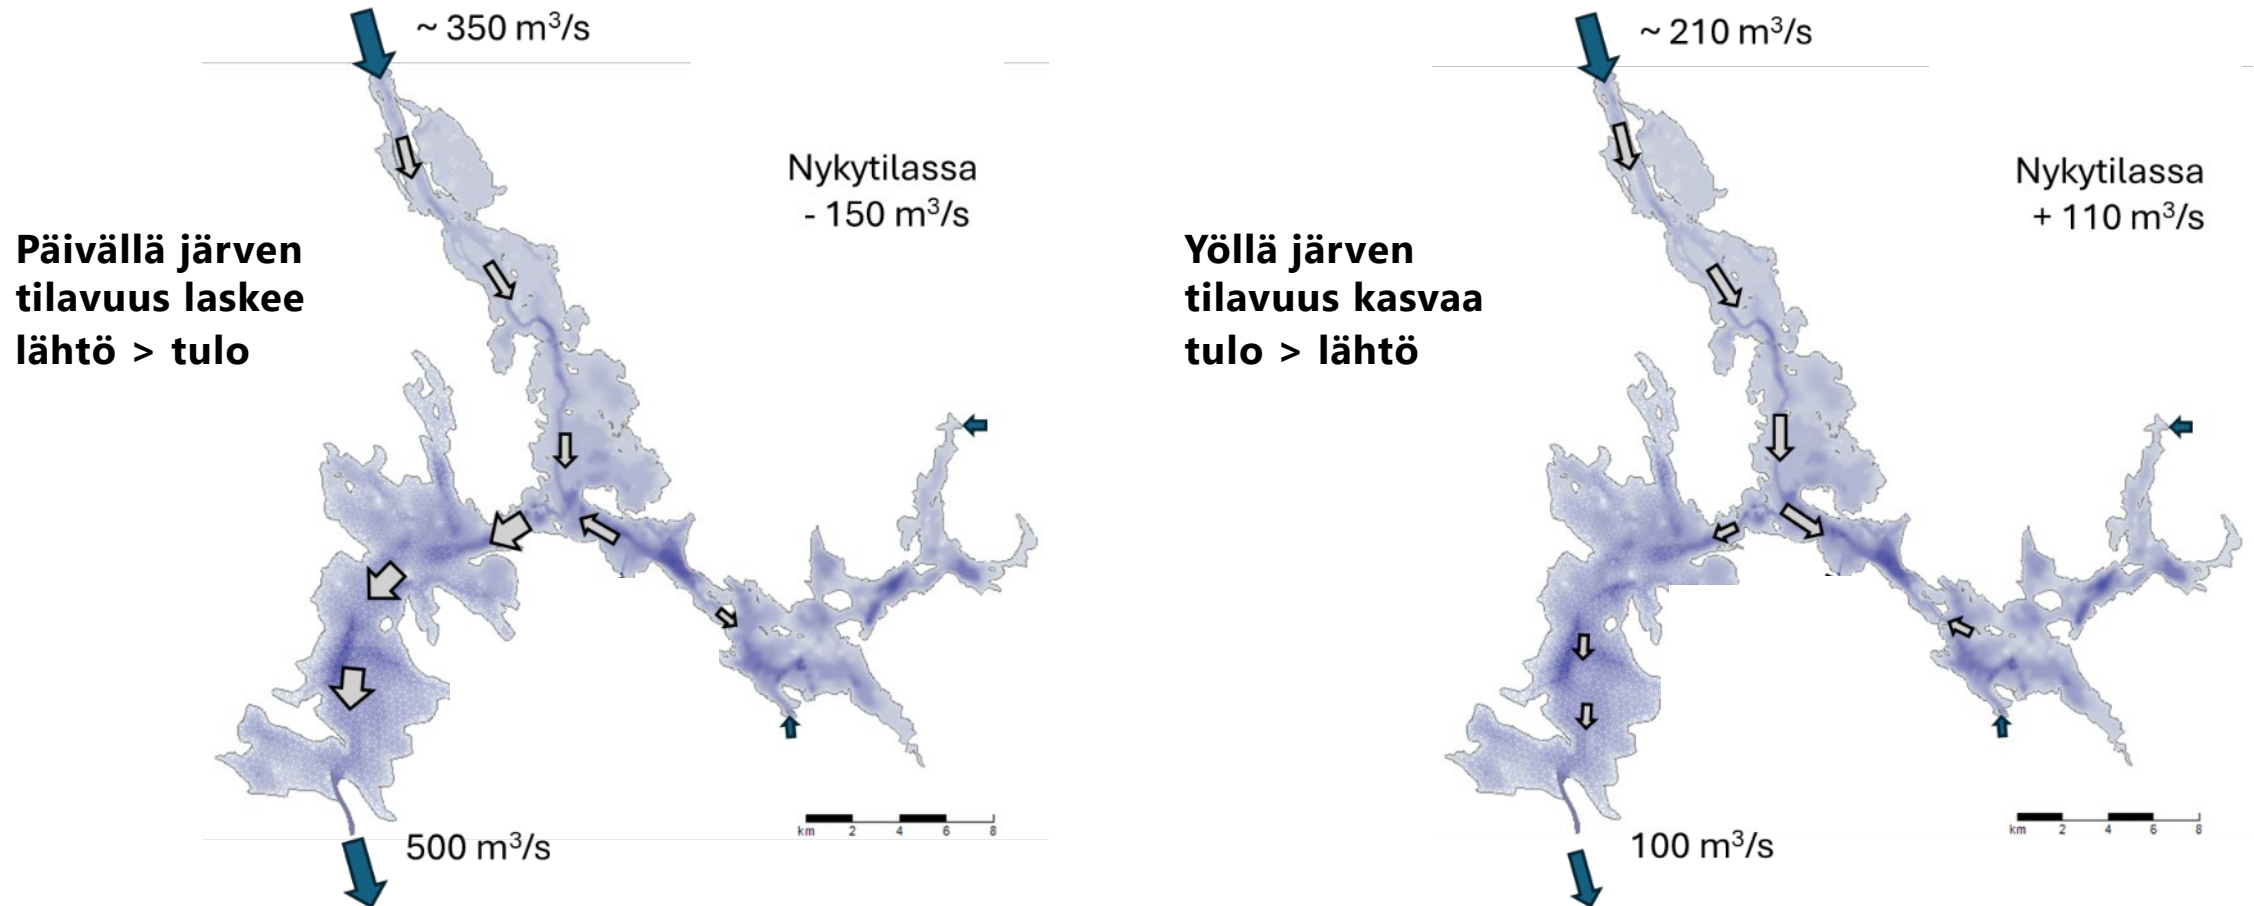 ~ 350 m³/s
Nykytilassa
- 150 m³/s
Päivällä järven
tilavuus laskee
lähtö > tulo
km 2 4 6 8
500 m³/s
~ 210 m³/s
Nykytilassa
+ 110 m³/s
Yöllä järven
tilavuus kasvaa
tulo > lähtö
km 2 4 6 8
100 m³/s